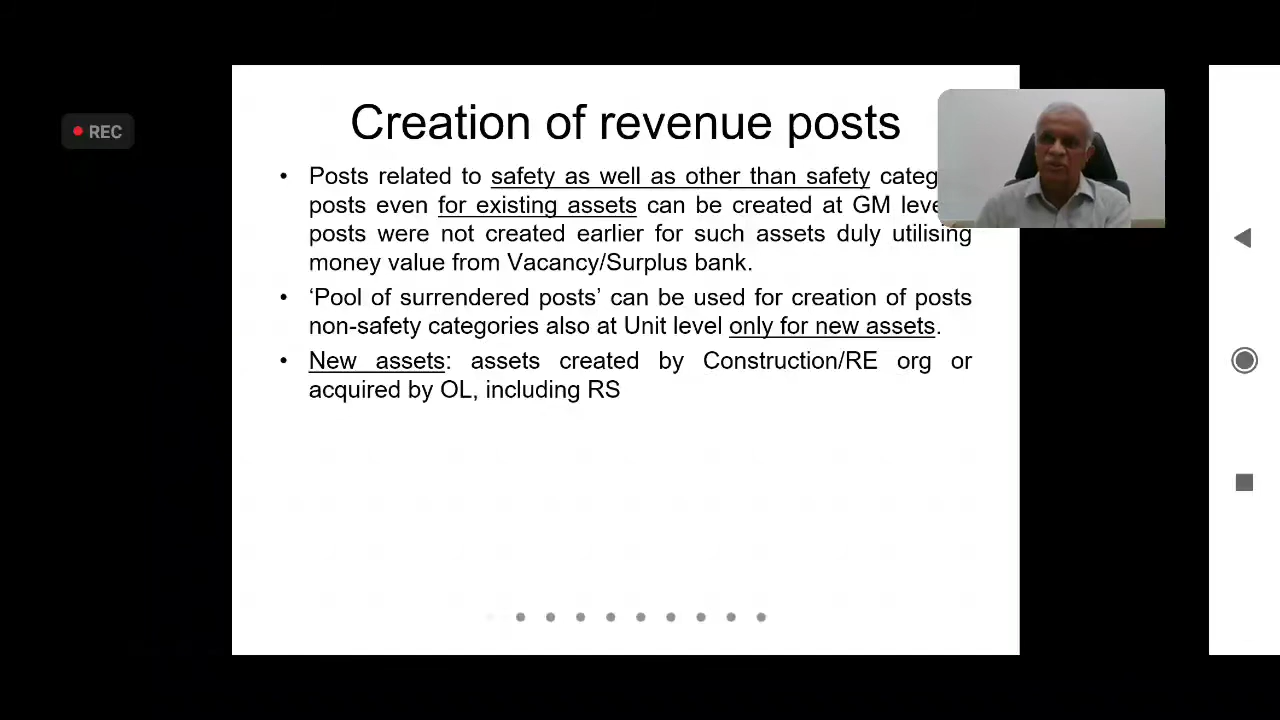 Creation of revenue posts
REC
• Posts related to safety as well as other than safety
posts even for existing assets can be created at GM
posts were not created earlier for such assets duly utilising
money value from Vacancy/Surplus bank.
• ‘Pool of surrendered posts’ can be used for creation of posts
non-safety categories also at Unit level only for new assets.
• New assets: assets created by Construction/RE org or
acquired by OL, including RS